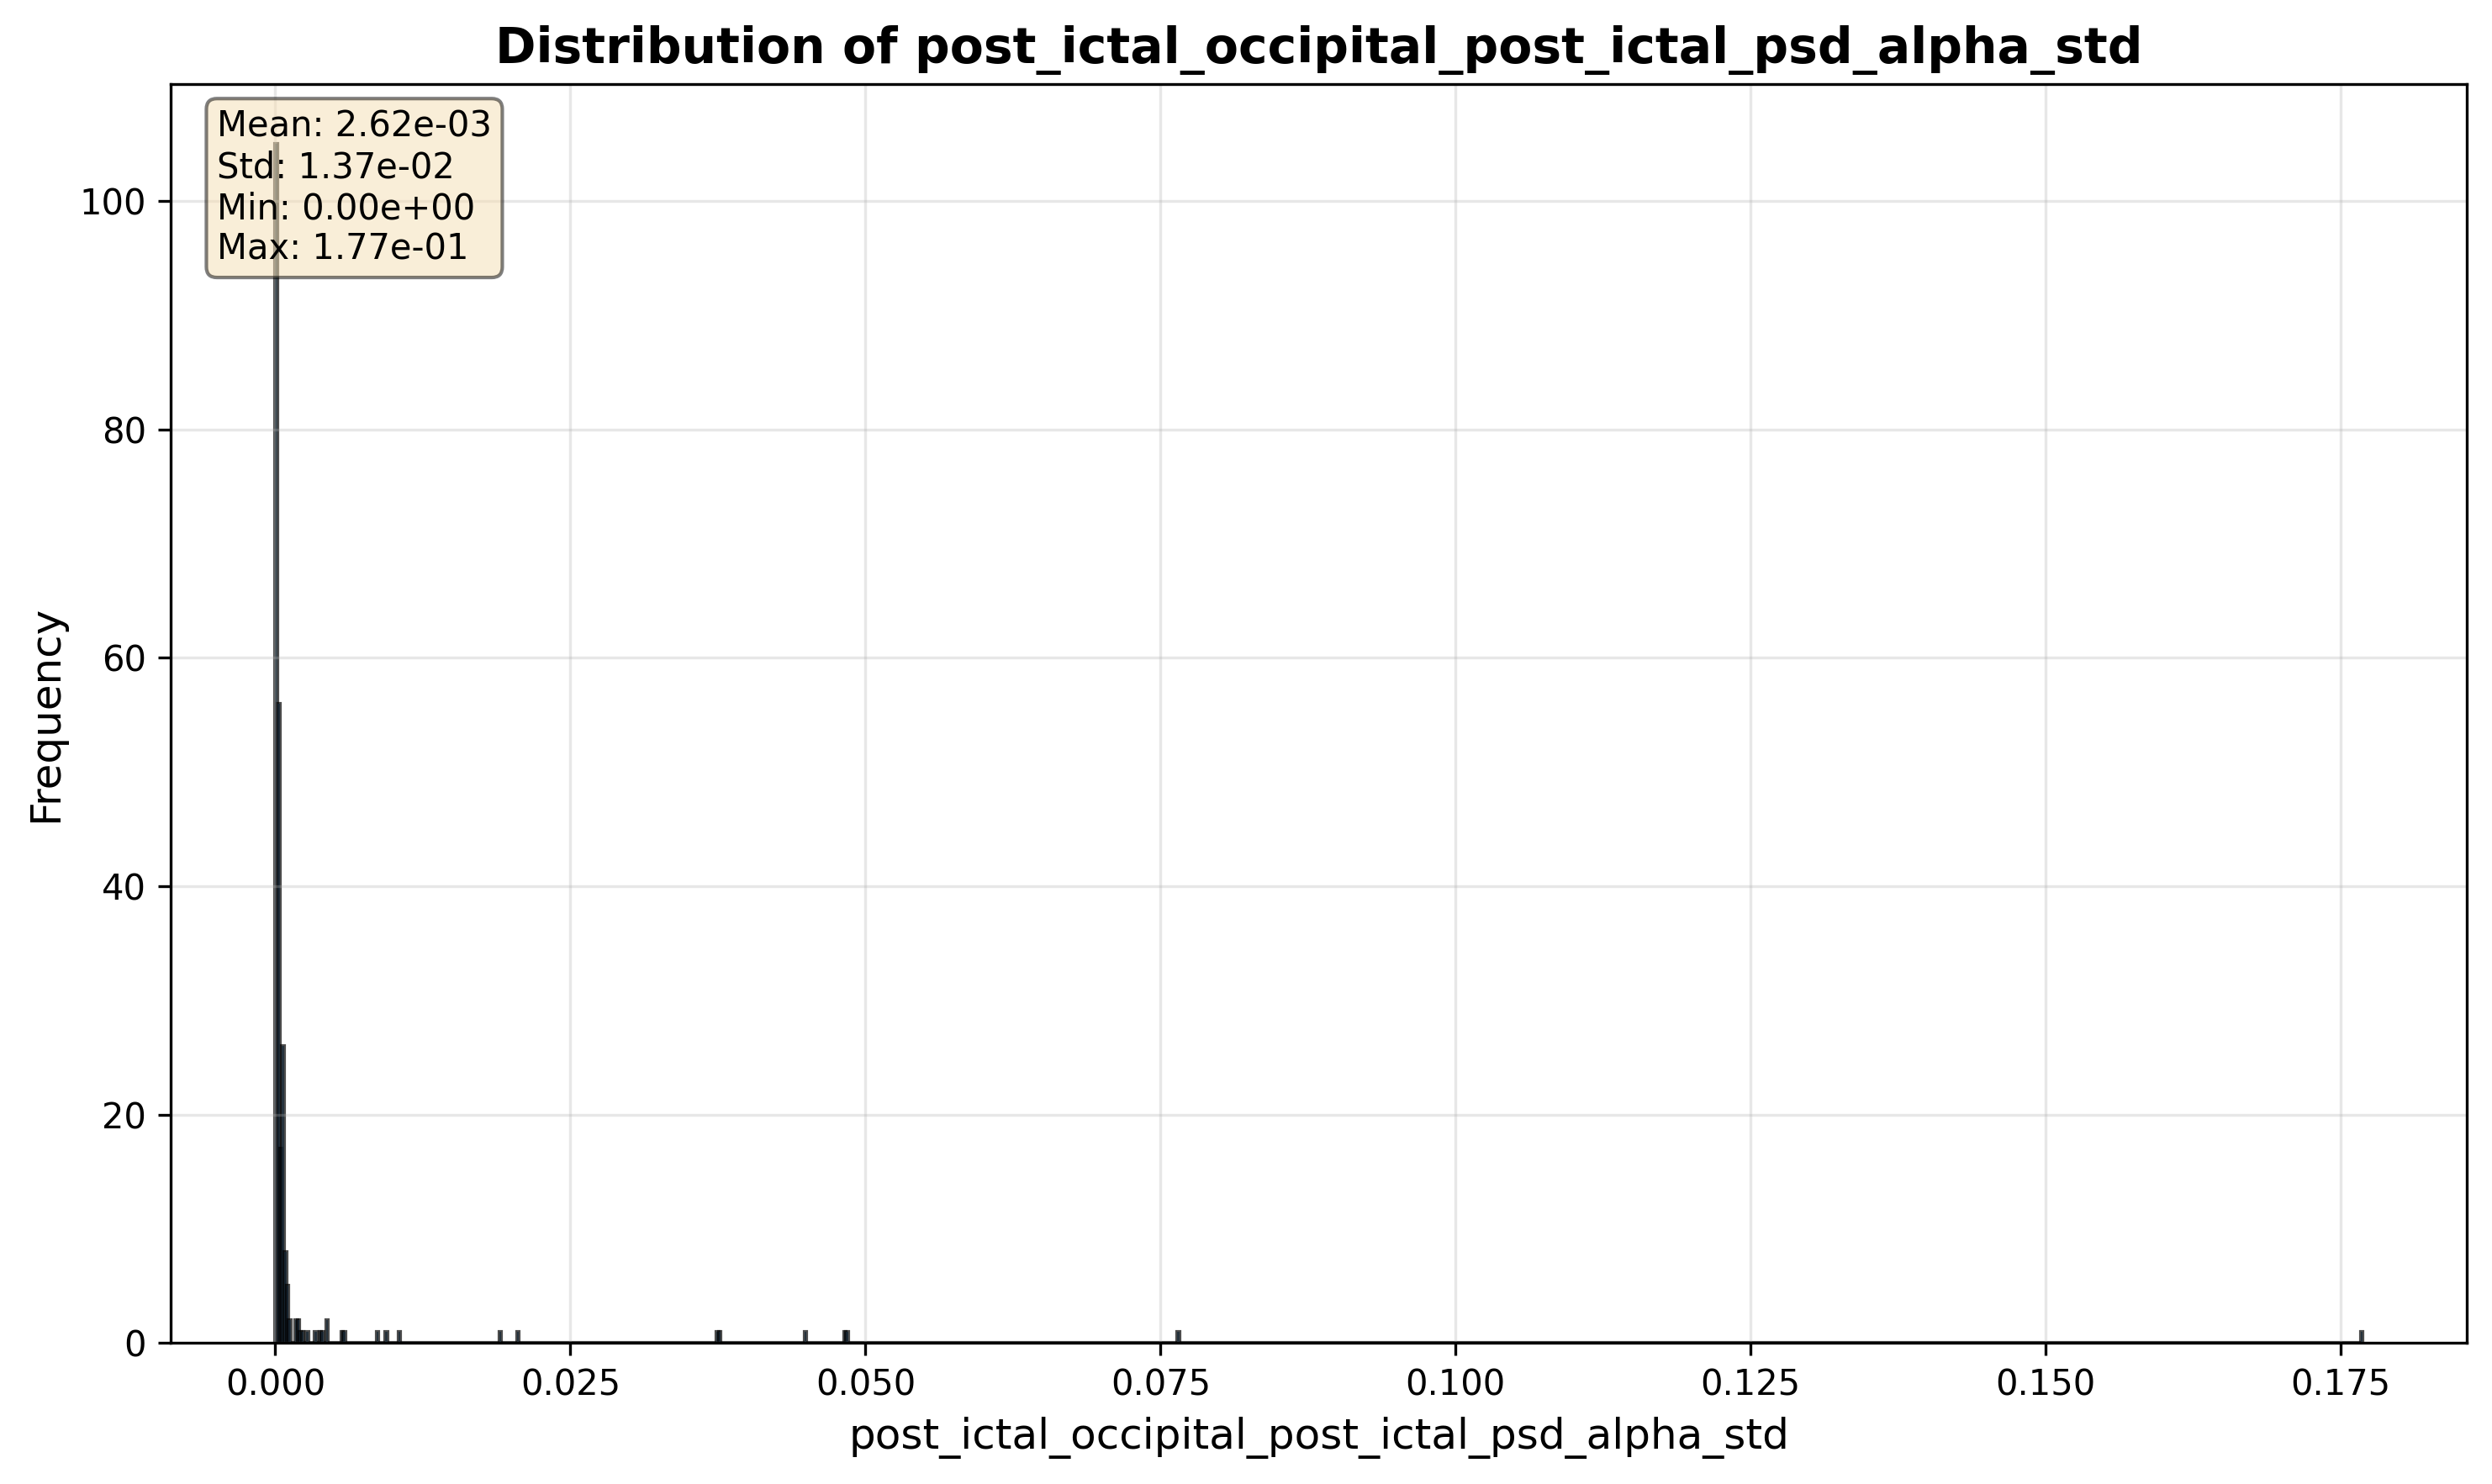 Distribution of post_ictal_occipital_post_ictal_psd_alpha_std
Mean: 2.62e-03
Std: 1.37e-02
Min: 0.00e+00
Max: 1.77e-01
100
80
60
40
20
0
Frequency
0.000 0.025 0.050 0.075 0.100 0.125 0.150 0.175
post_ictal_occipital_post_ictal_psd_alpha_std